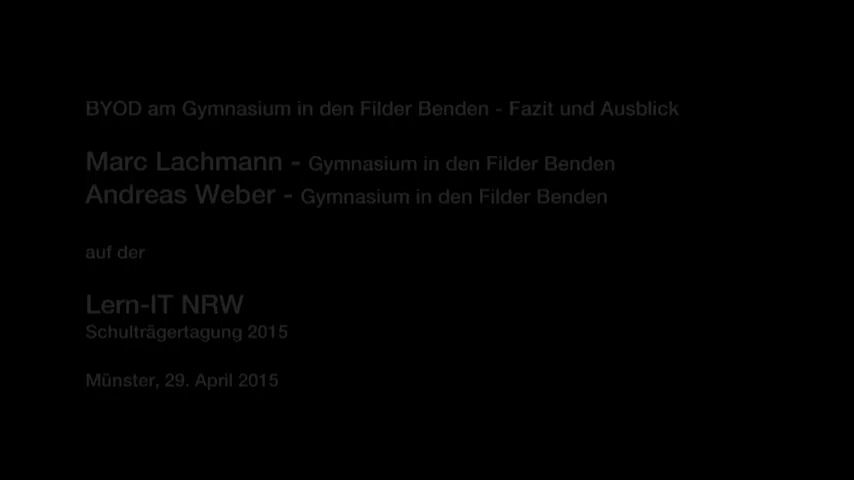 BYOD am Gymnasium in den Filder Benden - Fazit und Ausblick
Marc Lachmann - Gymnasium in den Filder Benden
Andreas Weber - Gymnasium in den Filder Benden
auf der
Lern-IT NRW
Schulträgertagung 2015
Münster, 29. April 2015